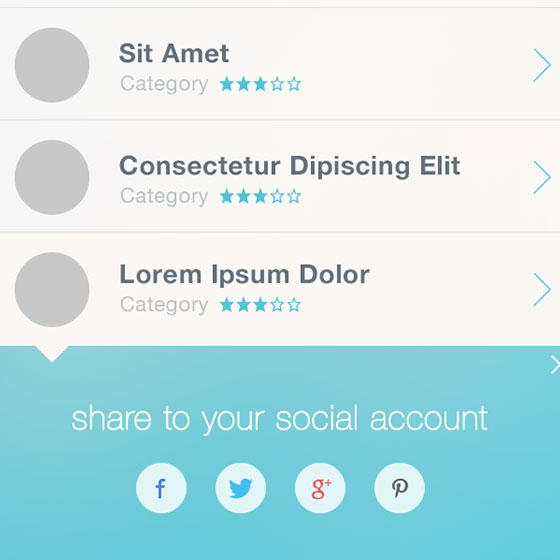 Sit Amet
Category
Consectetur Dipiscing Elit
Category
Lorem Ipsum Dolor
Category
share to your social account
f
g+